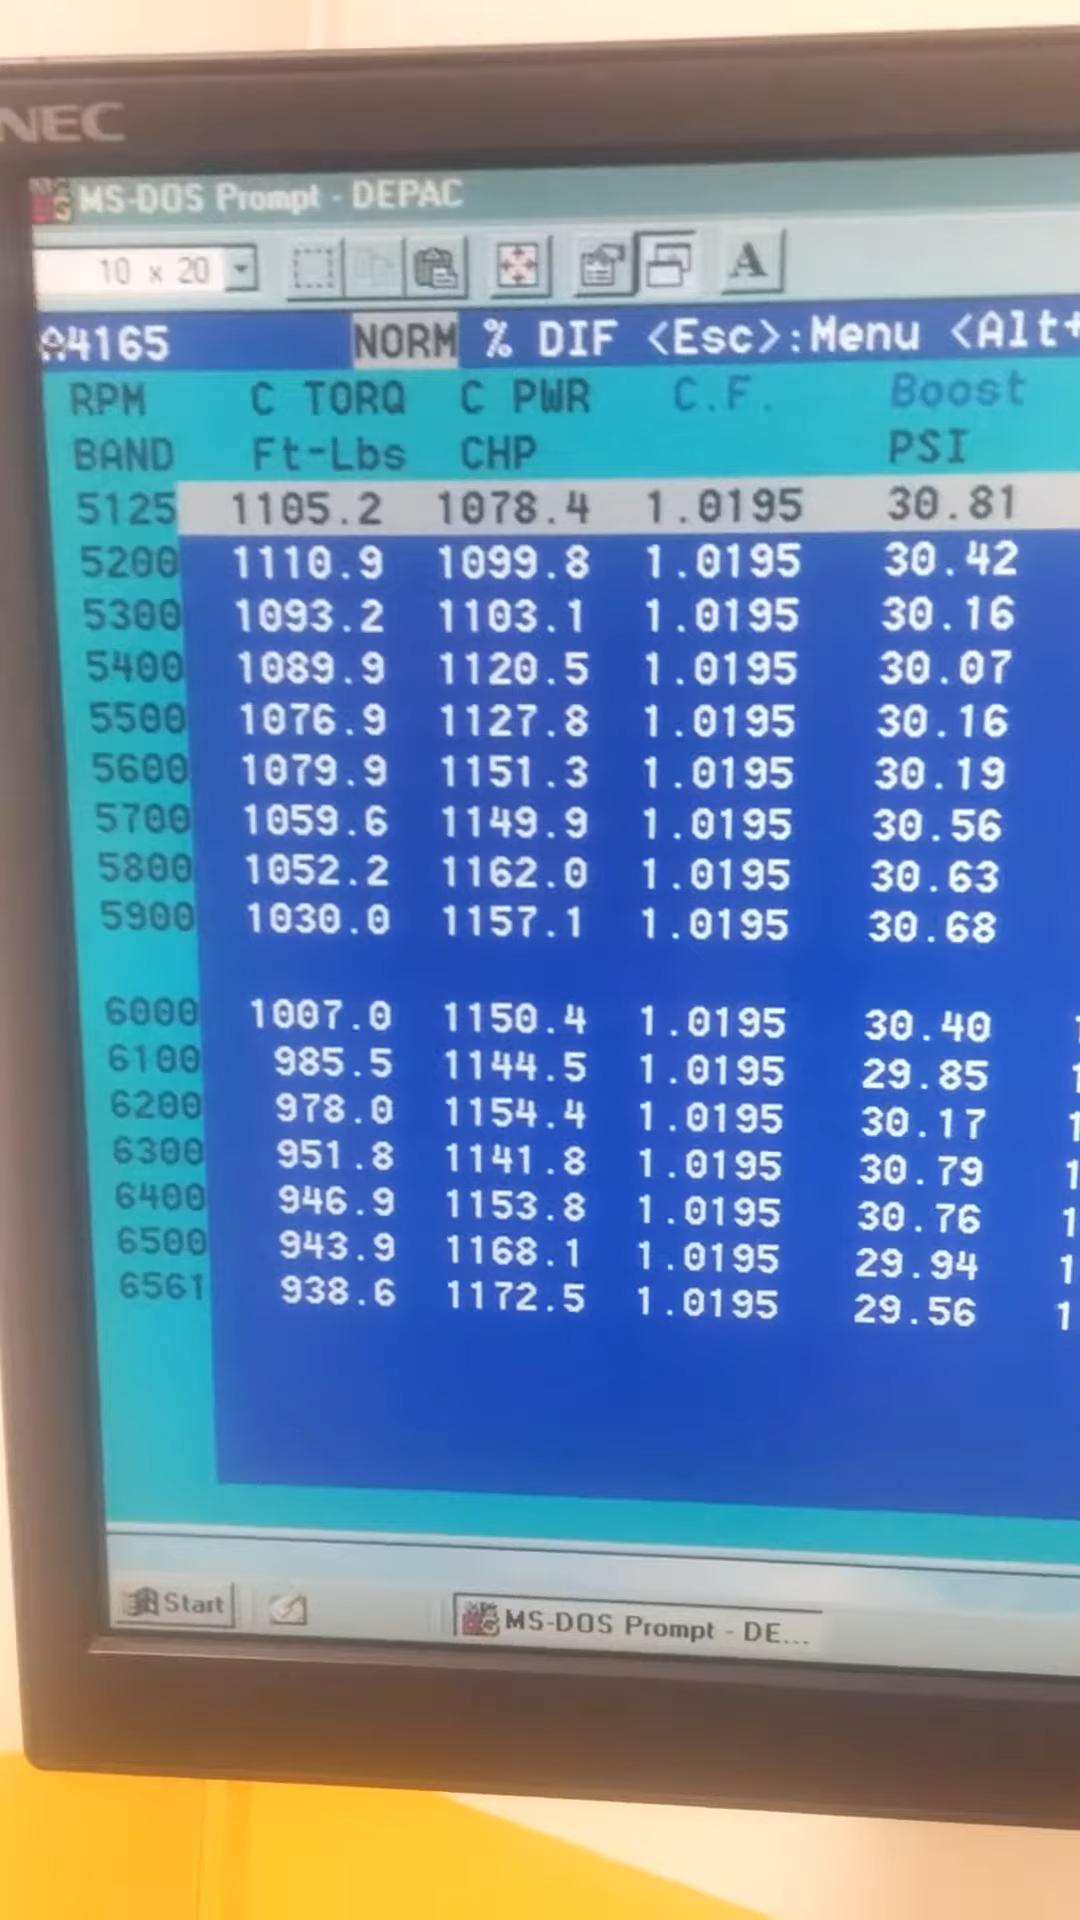 NEC
MS-DOS Prompt - DEPAC
10 x 20 A
4165 NORM % DIF <Esc>:Menu <Alt+
RPM C TORQ C PWR C.F. Boost
BAND Ft-Lbs CHP PSI
5125 1105.2 1078.4 1.0195 30.81
5200 1110.9 1099.8 1.0195 30.42
5300 1093.2 1103.1 1.0195 30.16
5400 1089.9 1120.5 1.0195 30.07
5500 1076.9 1127.8 1.0195 30.16
5600 1079.9 1151.3 1.0195 30.19
5700 1059.6 1149.9 1.0195 30.56
5800 1052.2 1162.0 1.0195 30.63
5900 1030.0 1157.1 1.0195 30.68
6000 1007.0 1150.4 1.0195 30.40
6100 985.5 1144.5 1.0195 29.85
6200 978.0 1154.4 1.0195 30.17
6300 951.8 1141.8 1.0195 30.79
6400 946.9 1153.8 1.0195 30.76
6500 943.9 1168.1 1.0195 29.94
6561 938.6 1172.5 1.0195 29.56
Start MS-DOS Prompt - DE...